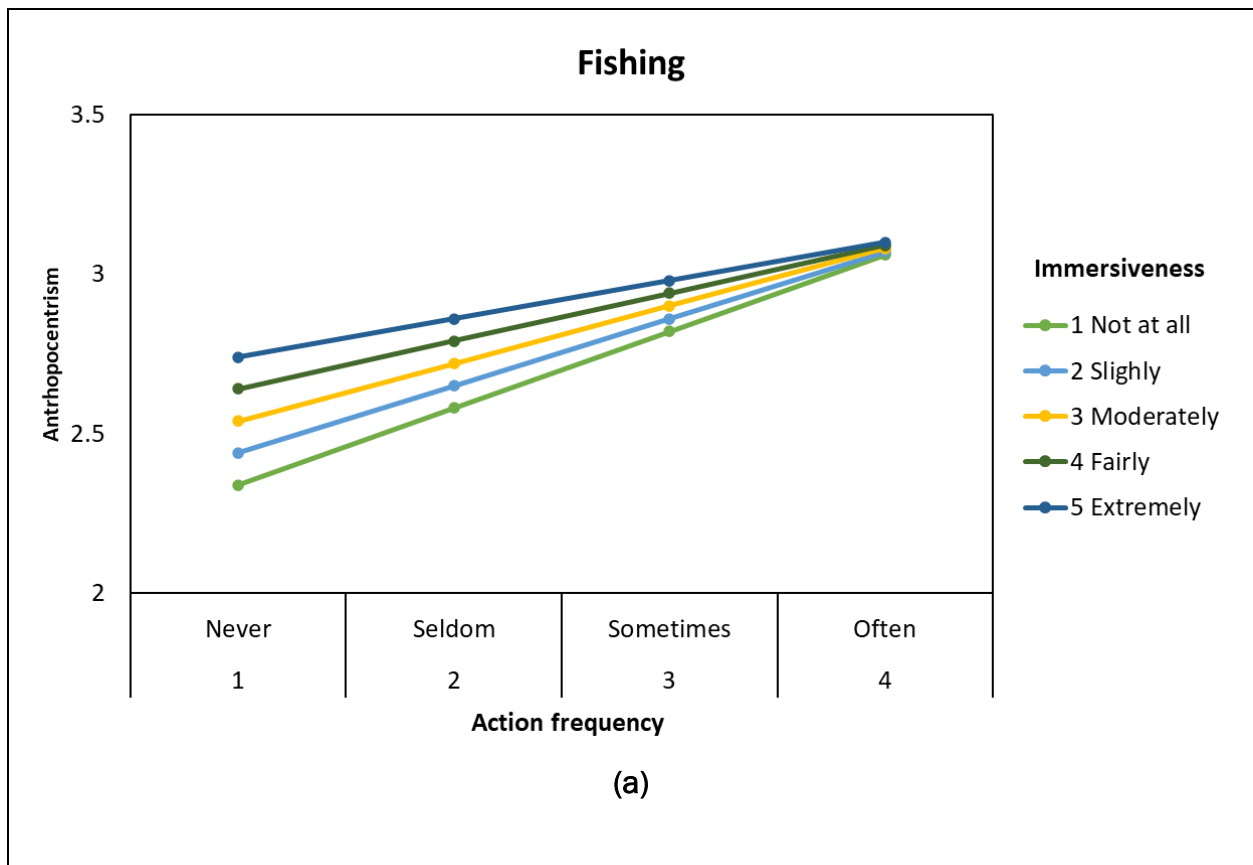 Fishing
3.5
3
2.5
2
Antrhopocentrism
Never
Seldom
Sometimes
Often
1
2
3
4
Action frequency
Immersiveness
1 Not at all
2 Slighly
3 Moderately
4 Fairly
5 Extremely
(a)